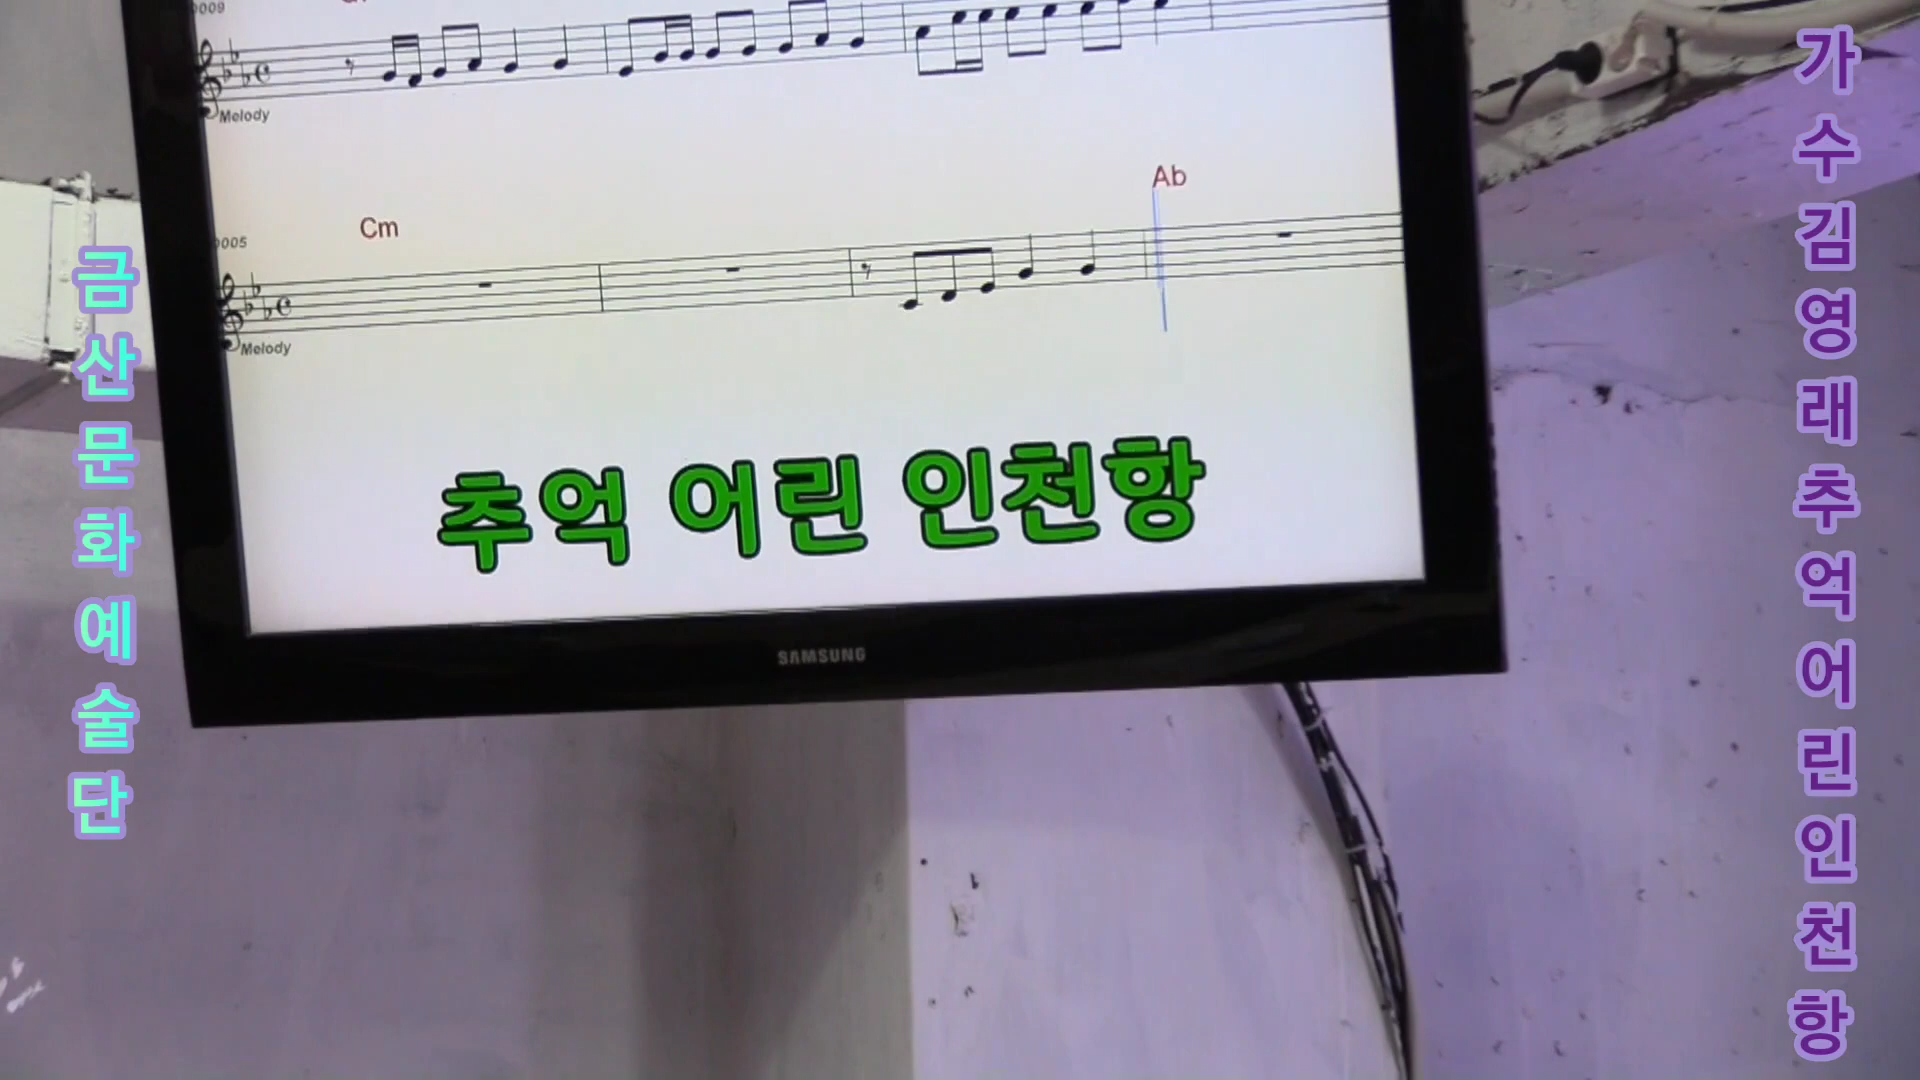 금산문화예술단
0009
Melody
Cm
Ab
0005
Melody
추억 어린 인천항
SAMSUNG
가수김영래추억어린인천항